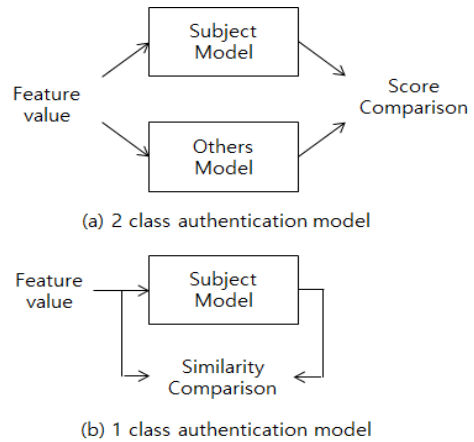 Subject
Model
Feature
value
Score
Comparison
Others
Model
(a) 2 class authentication model
Feature
value
Subject
Model
Similarity
Comparison
(b) 1 class authentication model